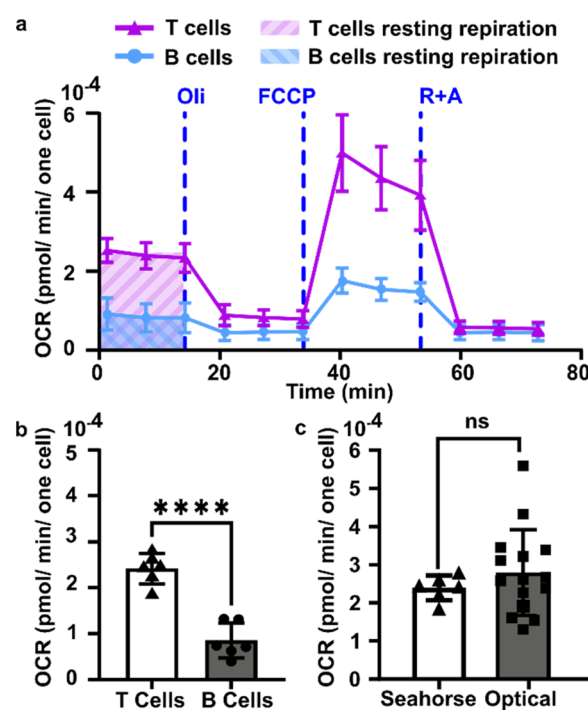 a
T cells T cells resting repiration
B cells B cells resting repiration
10-4
Oli FCCP R+A
OCR (pmol/ min/ one cell)
6
4
2
0
0 20 40 60 80
Time (min)
b
10-4
OCR (pmol/ min/ one cell)
5
4
3
2
1
0
****
T Cells B Cells
c
10-4
OCR (pmol/ min/ one cell)
6
5
4
3
2
1
0
ns
Seahorse Optical